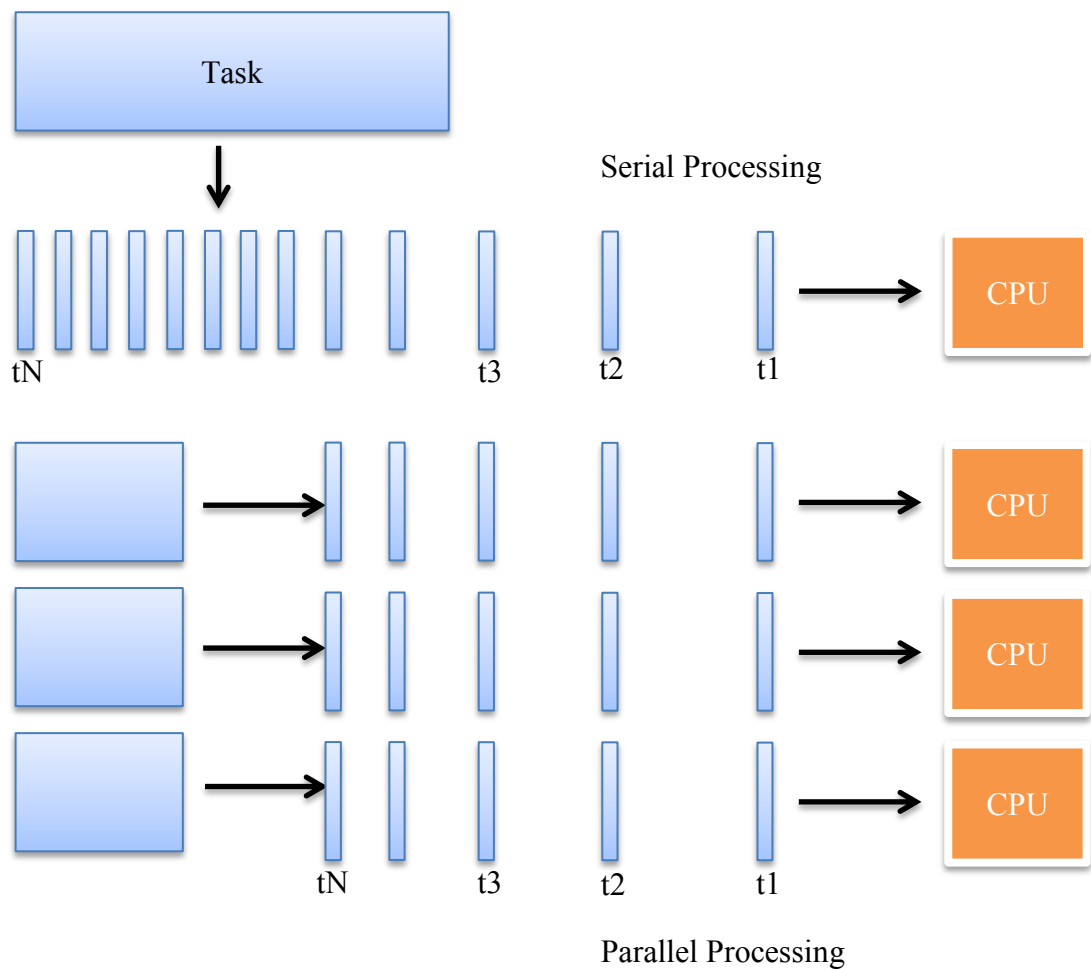 Task
Serial Processing
CPU
tN t3 t2 t1
CPU
CPU
CPU
tN t3 t2 t1
Parallel Processing